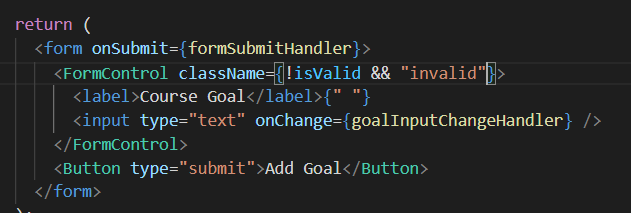 return (
<form onSubmit={formSubmitHandler}>
<FormControl className={!isValid && "invalid"}>
<label>Course Goal</label>{" "}
<input type="text" onChange={goalInputChangeHandler} />
</FormControl>
<Button type="submit">Add Goal</Button>
</form>
);